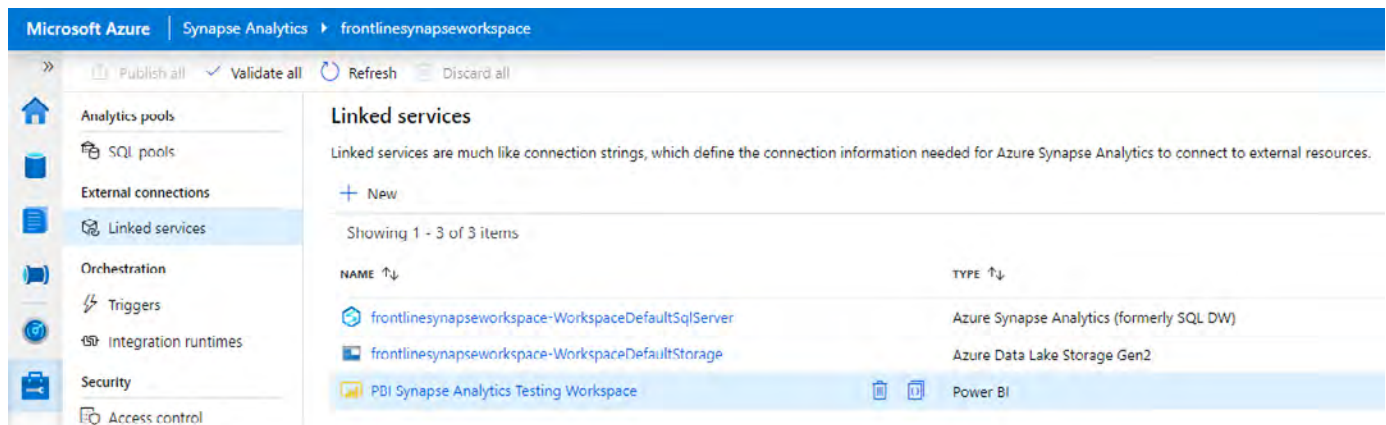 Microsoft Azure | Synapse Analytics ▸ frontlinesynapseworkspace
» Publish all Validate all Refresh Discard all
Analytics pools
SQL pools
External connections
Linked services
Orchestration
Triggers
Integration runtimes
Security
Access control
Linked services
Linked services are much like connection strings, which define the connection information needed for Azure Synapse Analytics to connect to external resources.
+ New
Showing 1 - 3 of 3 items
NAME ↑↓ TYPE ↑↓
frontlinesynapseworkspace-WorkspaceDefaultSqlServer Azure Synapse Analytics (formerly SQL DW)
frontlinesynapseworkspace-WorkspaceDefaultStorage Azure Data Lake Storage Gen2
PBI Synapse Analytics Testing Workspace Power BI